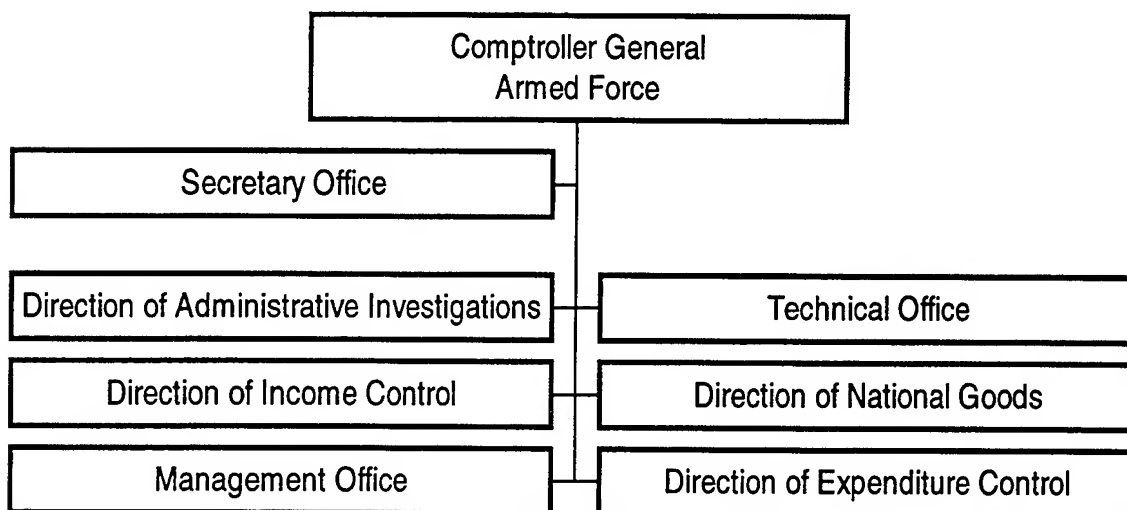 Comptroller General
Armed Force
Secretary Office
Direction of Administrative Investigations
Technical Office
Direction of Income Control
Direction of National Goods
Management Office
Direction of Expenditure Control